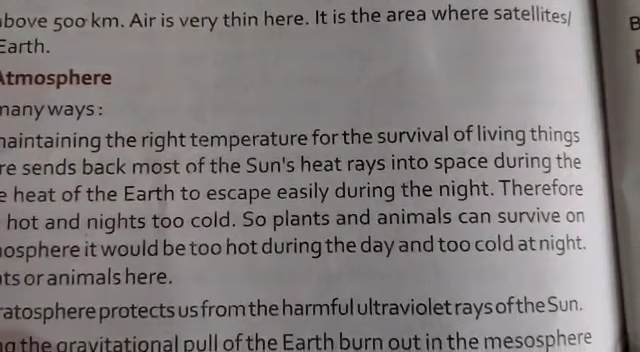 above 500 km. Air is very thin here. It is the area where satellites/
Earth.
Atmosphere
many ways:
maintaining the right temperature for the survival of living things
re sends back most of the Sun's heat rays into space during the
e heat of the Earth to escape easily during the night. Therefore
hot and nights too cold. So plants and animals can survive on
nosphere it would be too hot during the day and too cold at night.
nts or animals here.
ratosphere protects us from the harmful ultraviolet rays of the Sun.
ng the gravitational pull of the Earth burn out in the mesosphere